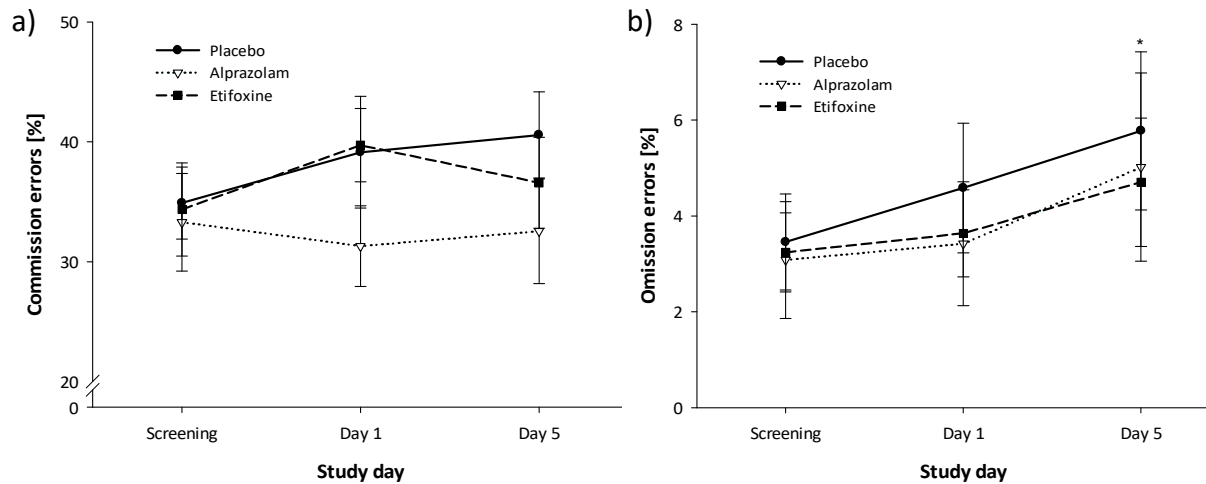 a)
50
40
30
20
0
Commission errors [%]
Placebo
Alprazolam
Etifoxine
Screening
Day 1
Day 5
Study day
b)
8
6
4
2
0
Omission errors [%]
Placebo
Alprazolam
Etifoxine
*
Screening
Day 1
Day 5
Study day